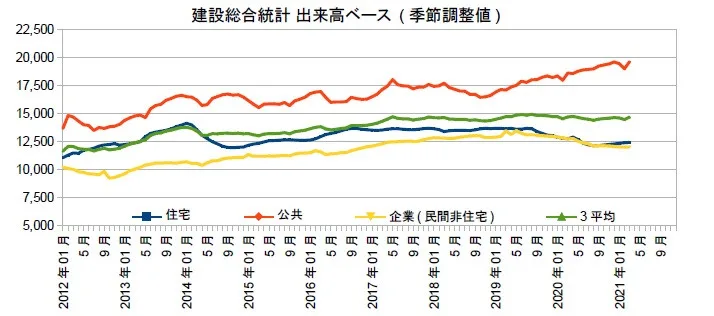 建設総合統計 出来高ベース ( 季節調整値 )
22,500
20,000
17,500
15,000
12,500
10,000
7,500
5,000
住宅 公共 企業 ( 民間非住宅 ) 3 平均
2012 年 01 月
5 月
9 月
2013 年 01 月
5 月
9 月
2014 年 01 月
5 月
9 月
2015 年 01 月
5 月
9 月
2016 年 01 月
5 月
9 月
2017 年 01 月
5 月
9 月
2018 年 01 月
5 月
9 月
2019 年 01 月
5 月
9 月
2020 年 01 月
5 月
9 月
2021 年 01 月
5 月
9 月